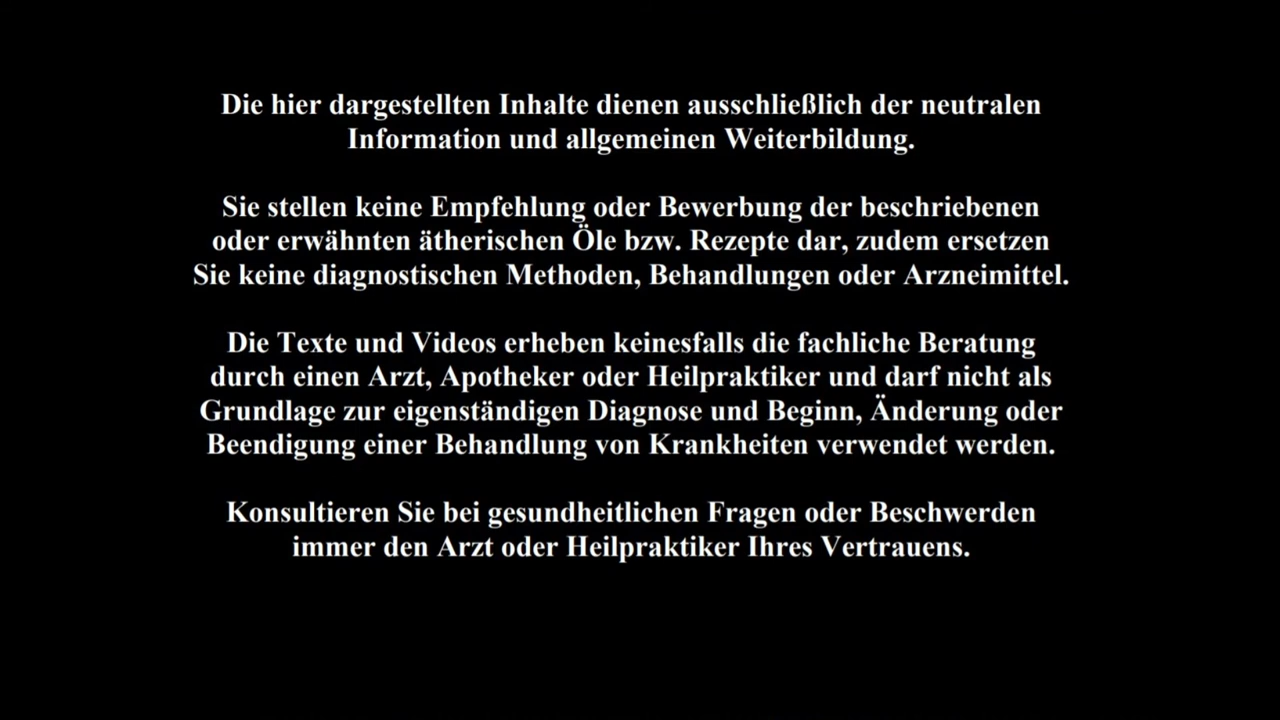 Die hier dargestellten Inhalte dienen ausschließlich der neutralen
Information und allgemeinen Weiterbildung.
Sie stellen keine Empfehlung oder Bewerbung der beschriebenen
oder erwähnten ätherischen Öle bzw. Rezepte dar, zudem ersetzen
Sie keine diagnostischen Methoden, Behandlungen oder Arzneimittel.
Die Texte und Videos erheben keinesfalls die fachliche Beratung
durch einen Arzt, Apotheker oder Heilpraktiker und darf nicht als
Grundlage zur eigenständigen Diagnose und Beginn, Änderung oder
Beendigung einer Behandlung von Krankheiten verwendet werden.
Konsultieren Sie bei gesundheitlichen Fragen oder Beschwerden
immer den Arzt oder Heilpraktiker Ihres Vertrauens.